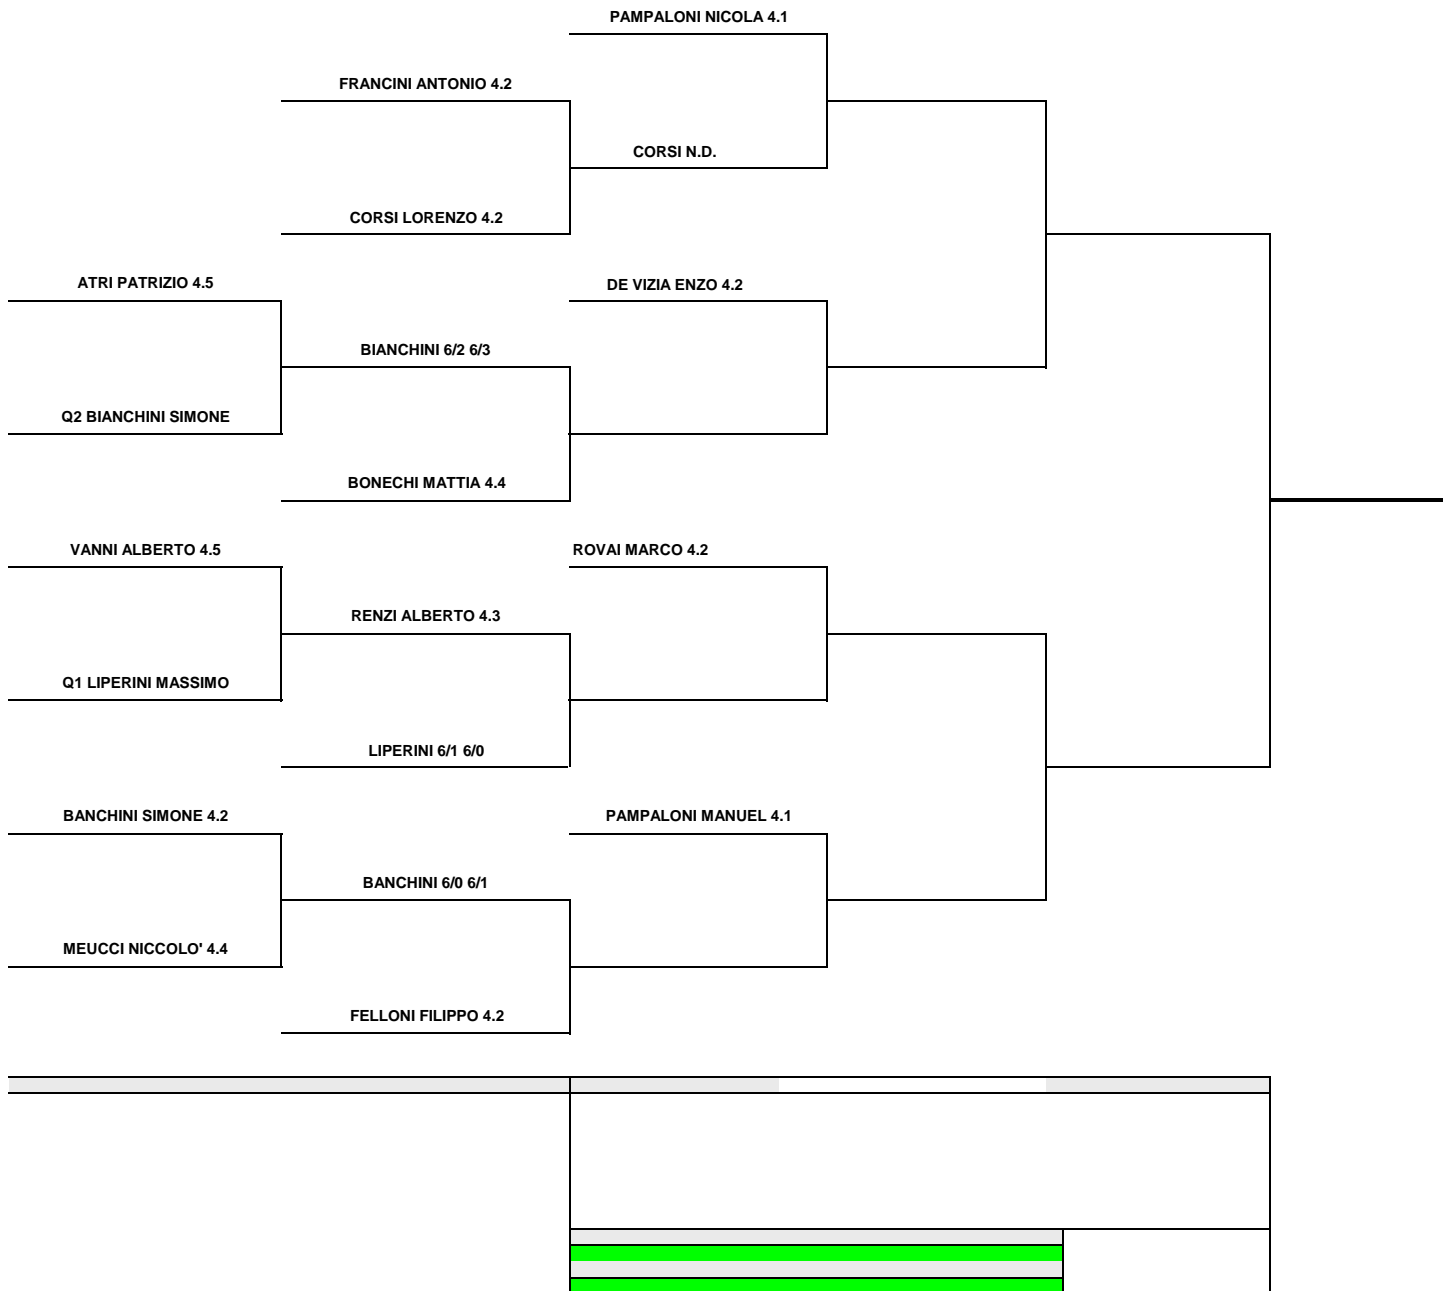 PAMPALONI NICOLA 4.1
FRANCINI ANTONIO 4.2
CORSI N.D.
CORSI LORENZO 4.2
ATRI PATRIZIO 4.5
DE VIZIA ENZO 4.2
BIANCHINI 6/2 6/3
Q2 BIANCHINI SIMONE
BONECHI MATTIA 4.4
VANNI ALBERTO 4.5
ROVAI MARCO 4.2
RENZI ALBERTO 4.3
Q1 LIPERINI MASSIMO
LIPERINI 6/1 6/0
BANCHINI SIMONE 4.2
PAMPALONI MANUEL 4.1
BANCHINI 6/0 6/1
MEUCCI NICCOLO' 4.4
FELLONI FILIPPO 4.2